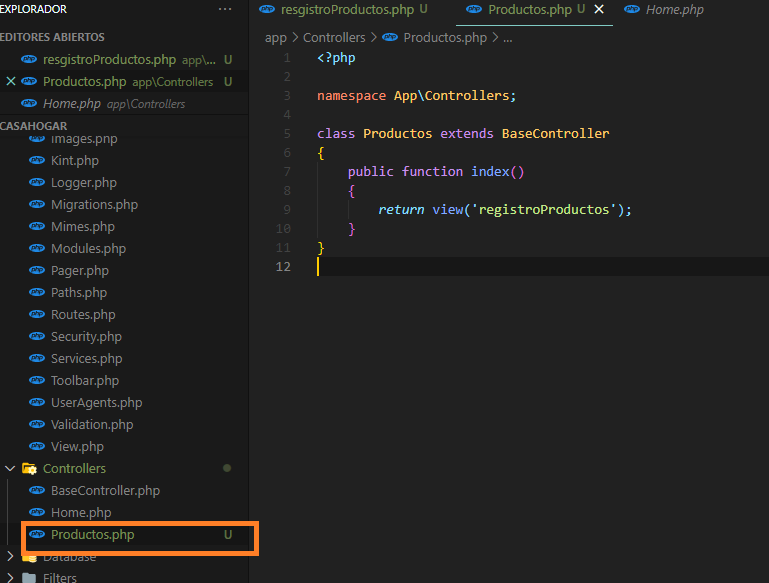 EXPLORADOR ...
resgistroProductos.php U Productos.php U Home.php
EDITORES ABIERTOS
app > Controllers > Productos.php > ...
resgistroProductos.php app\... U
Productos.php app\Controllers U
Home.php app\Controllers
CASAHOGAR
Images.php
Kint.php
Logger.php
Migrations.php
Mimes.php
Modules.php
Pager.php
Paths.php
Routes.php
Security.php
Services.php
Toolbar.php
UserAgents.php
Validation.php
View.php
Controllers
BaseController.php
Home.php
Productos.php U
Database
Filters
1 <?php
2
3 namespace App\Controllers;
4
5 class Productos extends BaseController
6 {
7 public function index()
8 {
9 return view('registroProductos');
10 }
11 }
12